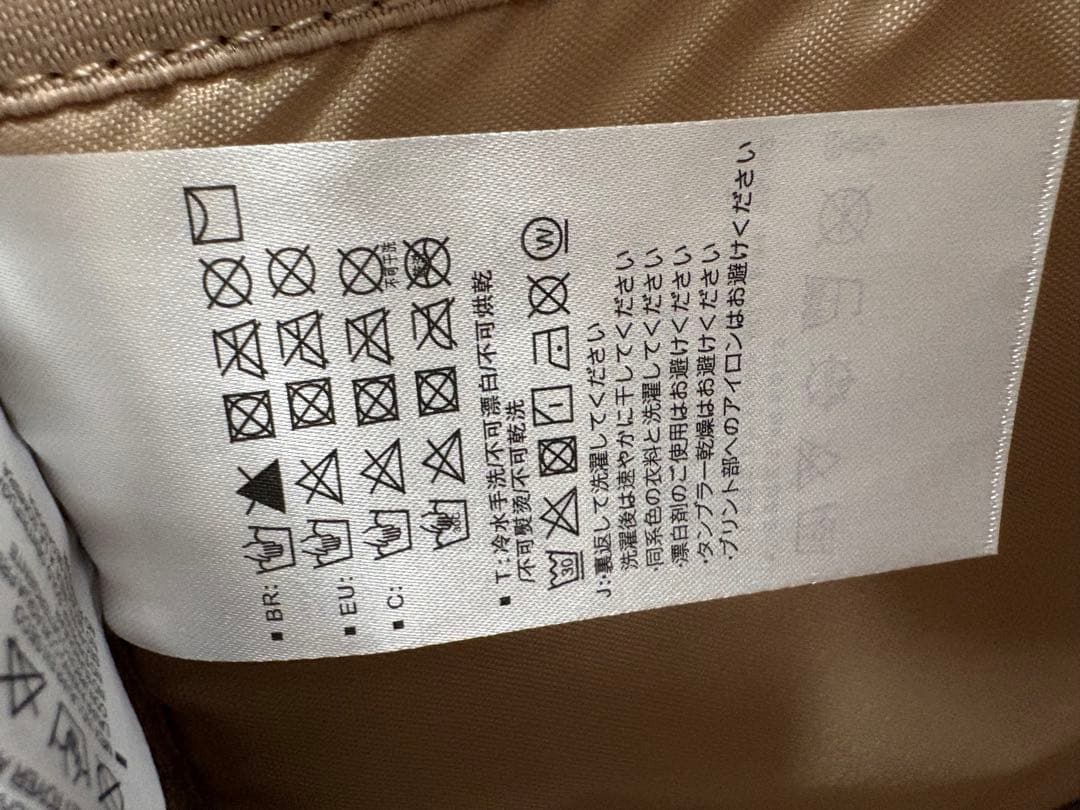 ■ BR:
■ EU:
不可干洗
■ C:
■ T: 冷水手洗/不可漂白/不可烘乾
/不可熨燙/不可乾洗
30
W
J:·裏返して洗濯してください
洗濯後は速やかに干してください
·同系色の衣料と洗濯してください
·漂白剤のご使用はお避けください
·タンブラー乾燥はお避けください
·プリント部へのアイロンはお避けください